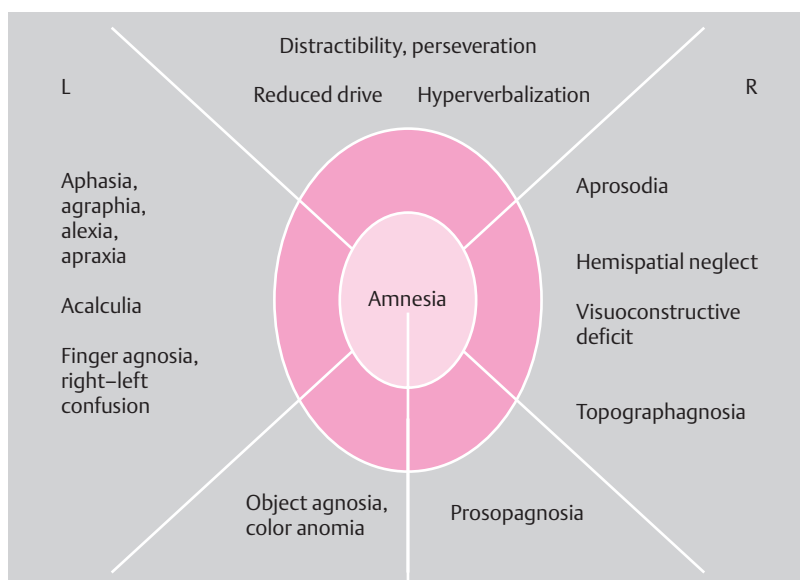 Distractibility, perseveration
L
Reduced drive
Hyperverbalization
R
Aphasia,
agraphia,
alexia,
apraxia
Acalculia
Finger agnosia,
right–left
confusion
Amnesia
Aprosodia
Hemispatial neglect
Visuoconstructive
deficit
Topographagnosia
Object agnosia,
color anomia
Prosopagnosia